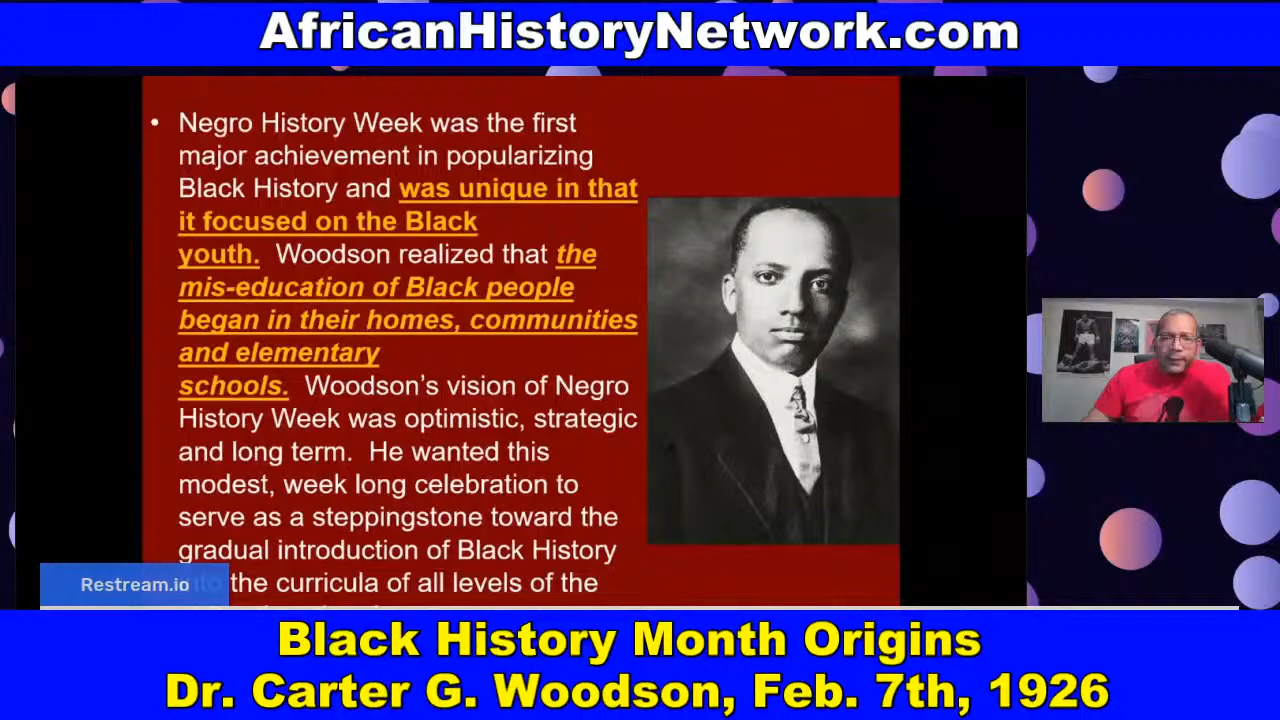 AfricanHistoryNetwork.com
• Negro History Week was the first
major achievement in popularizing
Black History and was unique in that
it focused on the Black
youth. Woodson realized that the
mis-education of Black people
began in their homes, communities
and elementary
schools. Woodson's vision of Negro
History Week was optimistic, strategic
and long term. He wanted this
modest, week long celebration to
serve as a steppingstone toward the
gradual introduction of Black History
the curricula of all levels of the
Restream.io
Black History Month Origins
Dr. Carter G. Woodson, Feb. 7th, 1926